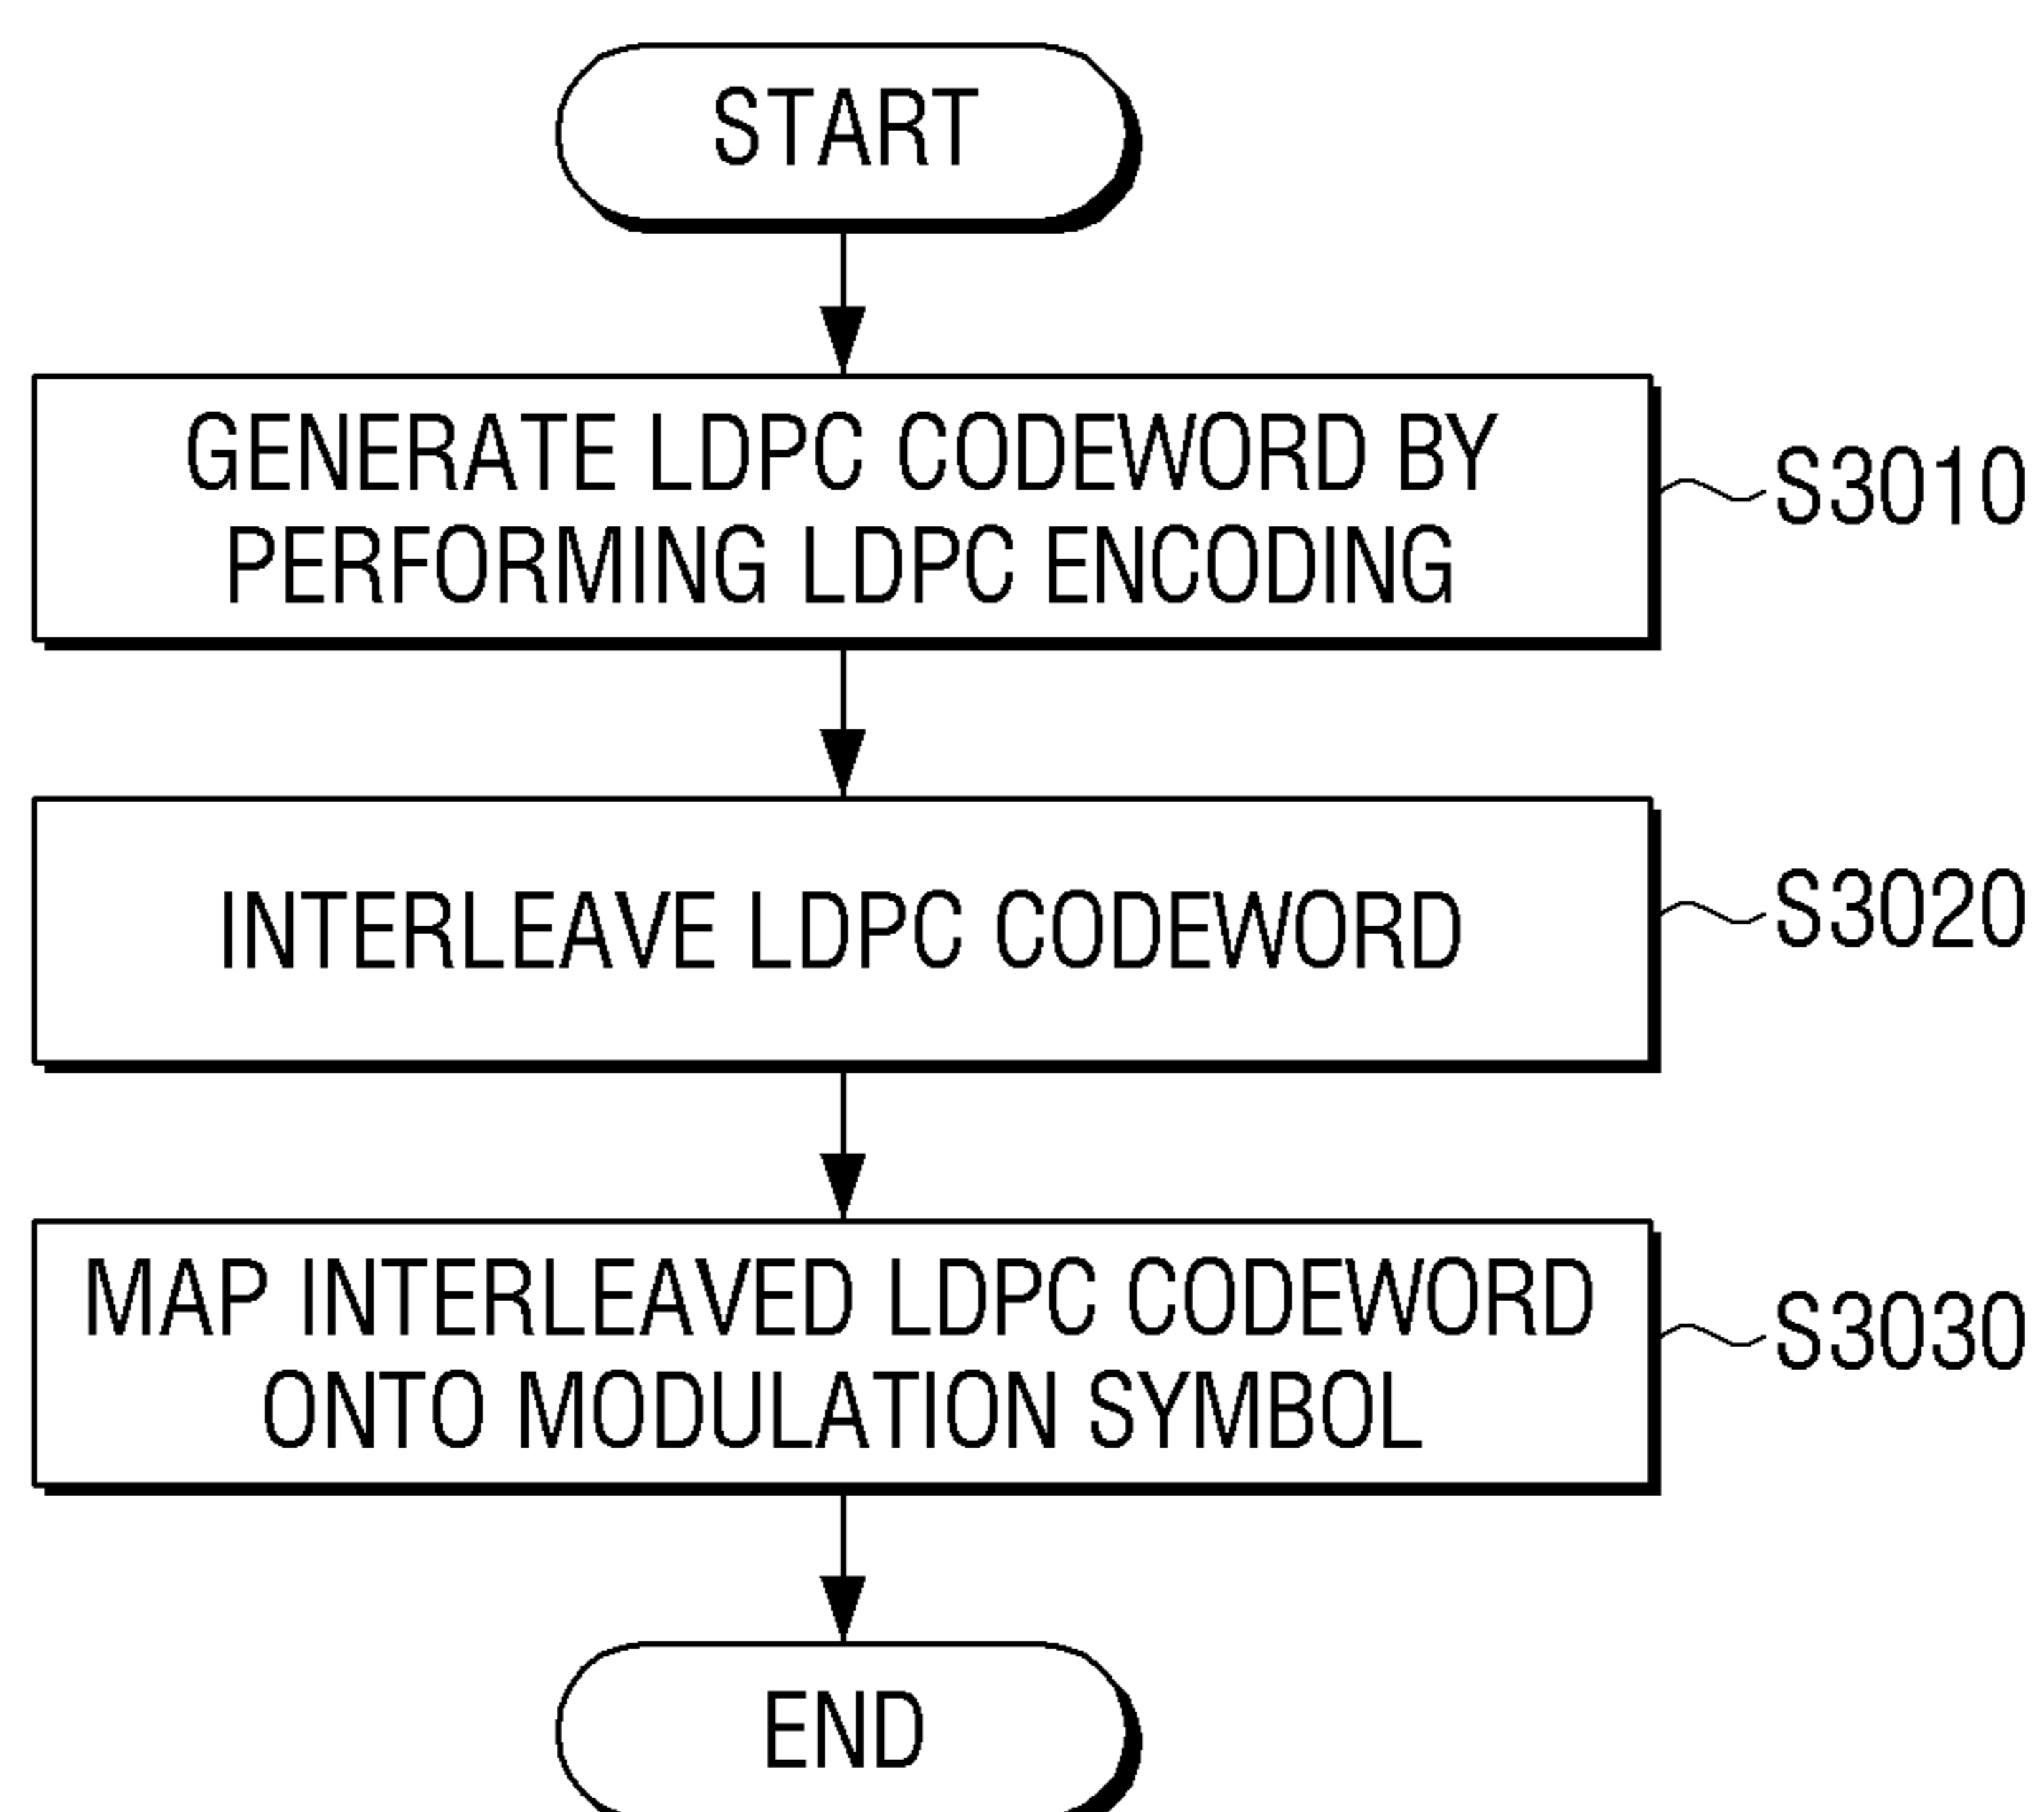 START
GENERATE LDPC CODEWORD BY
PERFORMING LDPC ENCODING
S3010
INTERLEAVE LDPC CODEWORD
S3020
MAP INTERLEAVED LDPC CODEWORD
ONTO MODULATION SYMBOL
S3030
END